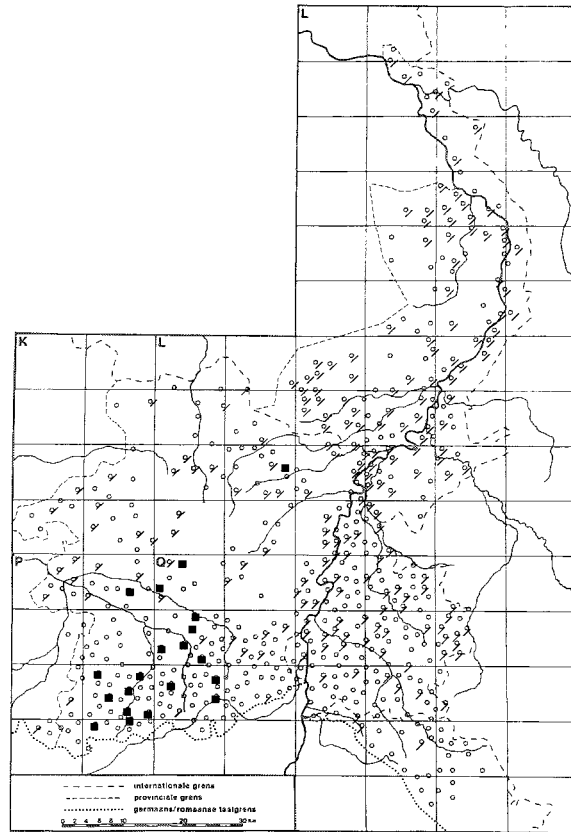 L
K L
P Q
internationale grens
provinciale grens
germaans/romaanse taalgrens
0 2 4 6 8 10 20 30 km